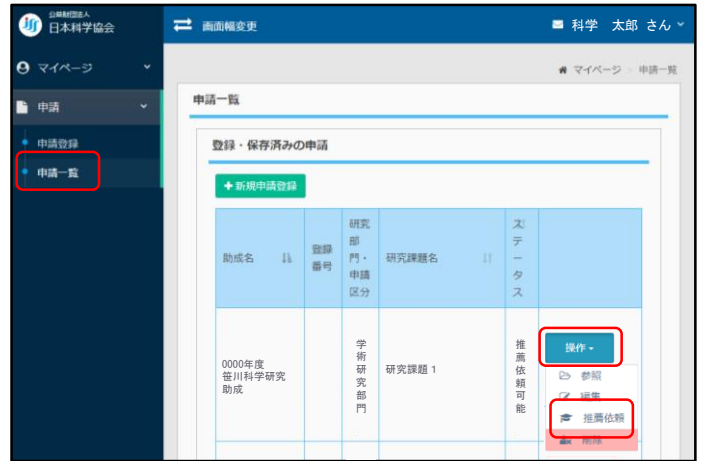 公益財団法人
日本科学協会
画面幅変更
科学 太郎 さん
マイページ
マイページ - 申請一覧
申請
申請一覧
申請登録
登録・保存済みの申請
申請一覧
+新規申請登録
助成名
登録
番号
研究
部
門・
申請
区分
研究課題名
ス
テ
ー
タ
ス
0000年度
笹川科学研究
助成
学
術
研
究
部
門
研究課題 1
推
薦
依
頼
可
能
操作
参照
編集
推薦依頼
削除